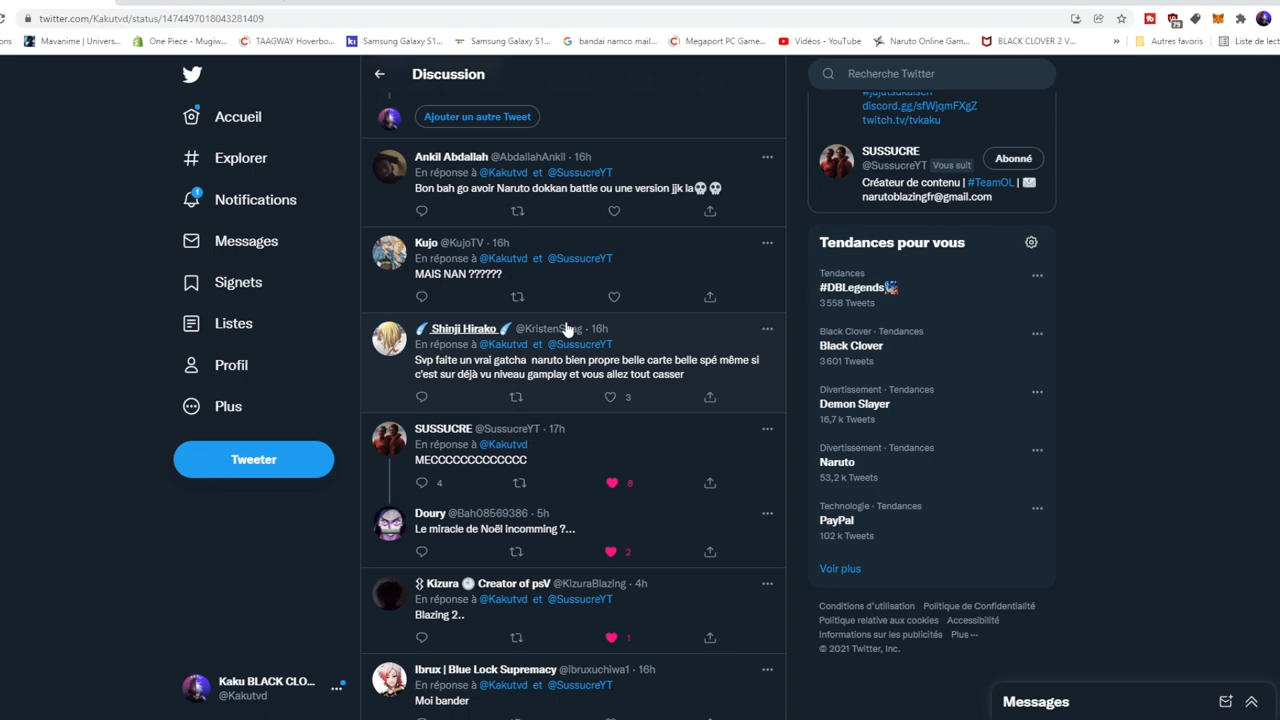 twitter.com/Kakutvd/status/1474497018043281409
79
ons
Mavanime | Univers...
One Piece - Mugiw...
TAAGWAY Hoverbo...
Samsung Galaxy S1...
Samsung Galaxy S1...
bandai namco mail...
Megaport PC Game...
Vidéos - YouTube
Naruto Online Gam...
BLACK CLOVER 2 V...
»
Autres favoris
Liste de lect
Accueil
Explorer
1
Notifications
Messages
Signets
Listes
Profil
Plus
Tweeter
Kaku BLACK CLO...
@Kakutvd
Discussion
Ajouter un autre Tweet
Ankil Abdallah @AbdallahAnkIl · 16h
En réponse à @Kakutvd et @SussucreYT
Bon bah go avoir Naruto dokkan battle ou une version jjk la💀💀
Kujo @KujoTV · 16h
En réponse à @Kakutvd et @SussucreYT
MAIS NAN ??????
Shinji Hirako · 16h
En réponse à @Kakutvd et @SussucreYT
Svp faite un vrai gatcha naruto bien propre belle carte belle spé même si
c'est sur déjà vu niveau gamplay et vous allez tout casser
3
SUSSUCRE @SussucreYT · 17h
En réponse à @Kakutvd
MECCCCCCCCCCCCC
4 8
Doury @Bah08569386 · 5h
Le miracle de Noël incomming ?...
2
Kizura 🕘 Creator of psV @KizuraBlazing · 4h
En réponse à @Kakutvd et @SussucreYT
Blazing 2..
1
Ibrux | Blue Lock Supremacy @ibruxuchiwa1 · 16h
En réponse à @Kakutvd et @SussucreYT
Moi bander
Recherche Twitter
#jujutsukaisen
discord.gg/sfWjqmFXgZ
twitch.tv/tvkaku
SUSSUCRE
@SussucreYT Vous suit
Abonné
Créateur de contenu | #TeamOL | ✉️
narutoblazingfr@gmail.com
Tendances pour vous
Tendances
#DBLegends
3 558 Tweets
Black Clover · Tendances
Black Clover
3 601 Tweets
Divertissement · Tendances
Demon Slayer
16,7 k Tweets
Divertissement · Tendances
Naruto
53,2 k Tweets
Technologie · Tendances
PayPal
102 k Tweets
Voir plus
Conditions d'utilisation Politique de Confidentialité
Politique relative aux cookies Accessibilité
Informations sur les publicités Plus ···
© 2021 Twitter, Inc.
Messages